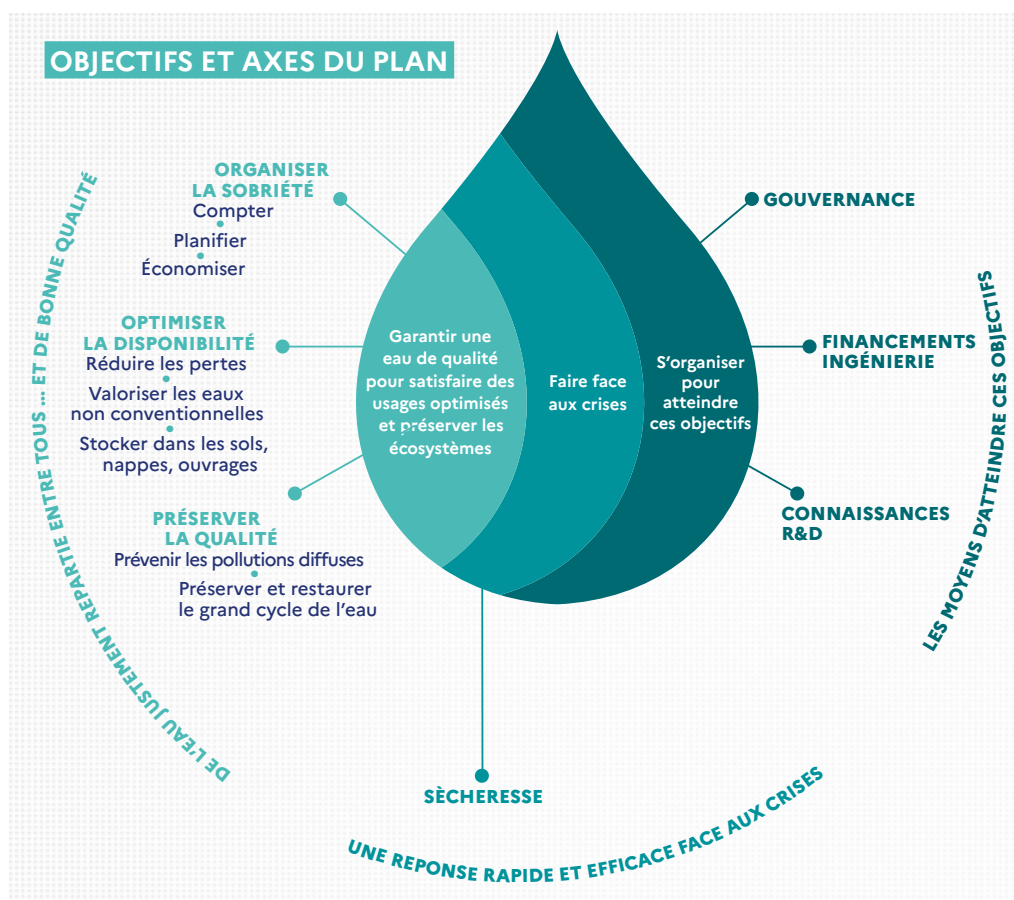 OBJECTIFS ET AXES DU PLAN
DE L'EAU JUSTEMENT REPARTIE ENTRE TOUS ... ET DE BONNE QUALITÉ
ORGANISER
LA SOBRIÉTÉ
Compter
Planifier
Économiser
OPTIMISER
LA DISPONIBILITÉ
Réduire les pertes
Valoriser les eaux
non conventionnelles
Stocker dans les sols,
nappes, ouvrages
PRÉSERVER
LA QUALITÉ
Prévenir les pollutions diffuses
Préserver et restaurer
le grand cycle de l'eau
Garantir une
eau de qualité
pour satisfaire des
usages optimisés
et préserver les
écosystèmes
Faire face
aux crises
S'organiser
pour
atteindre
ces objectifs
GOUVERNANCE
FINANCEMENTS
INGÉNIERIE
CONNAISSANCES
R&D
LES MOYENS D'ATTEINDRE CES OBJECTIFS
SÈCHERESSE
UNE REPONSE RAPIDE ET EFFICACE FACE AUX CRISES